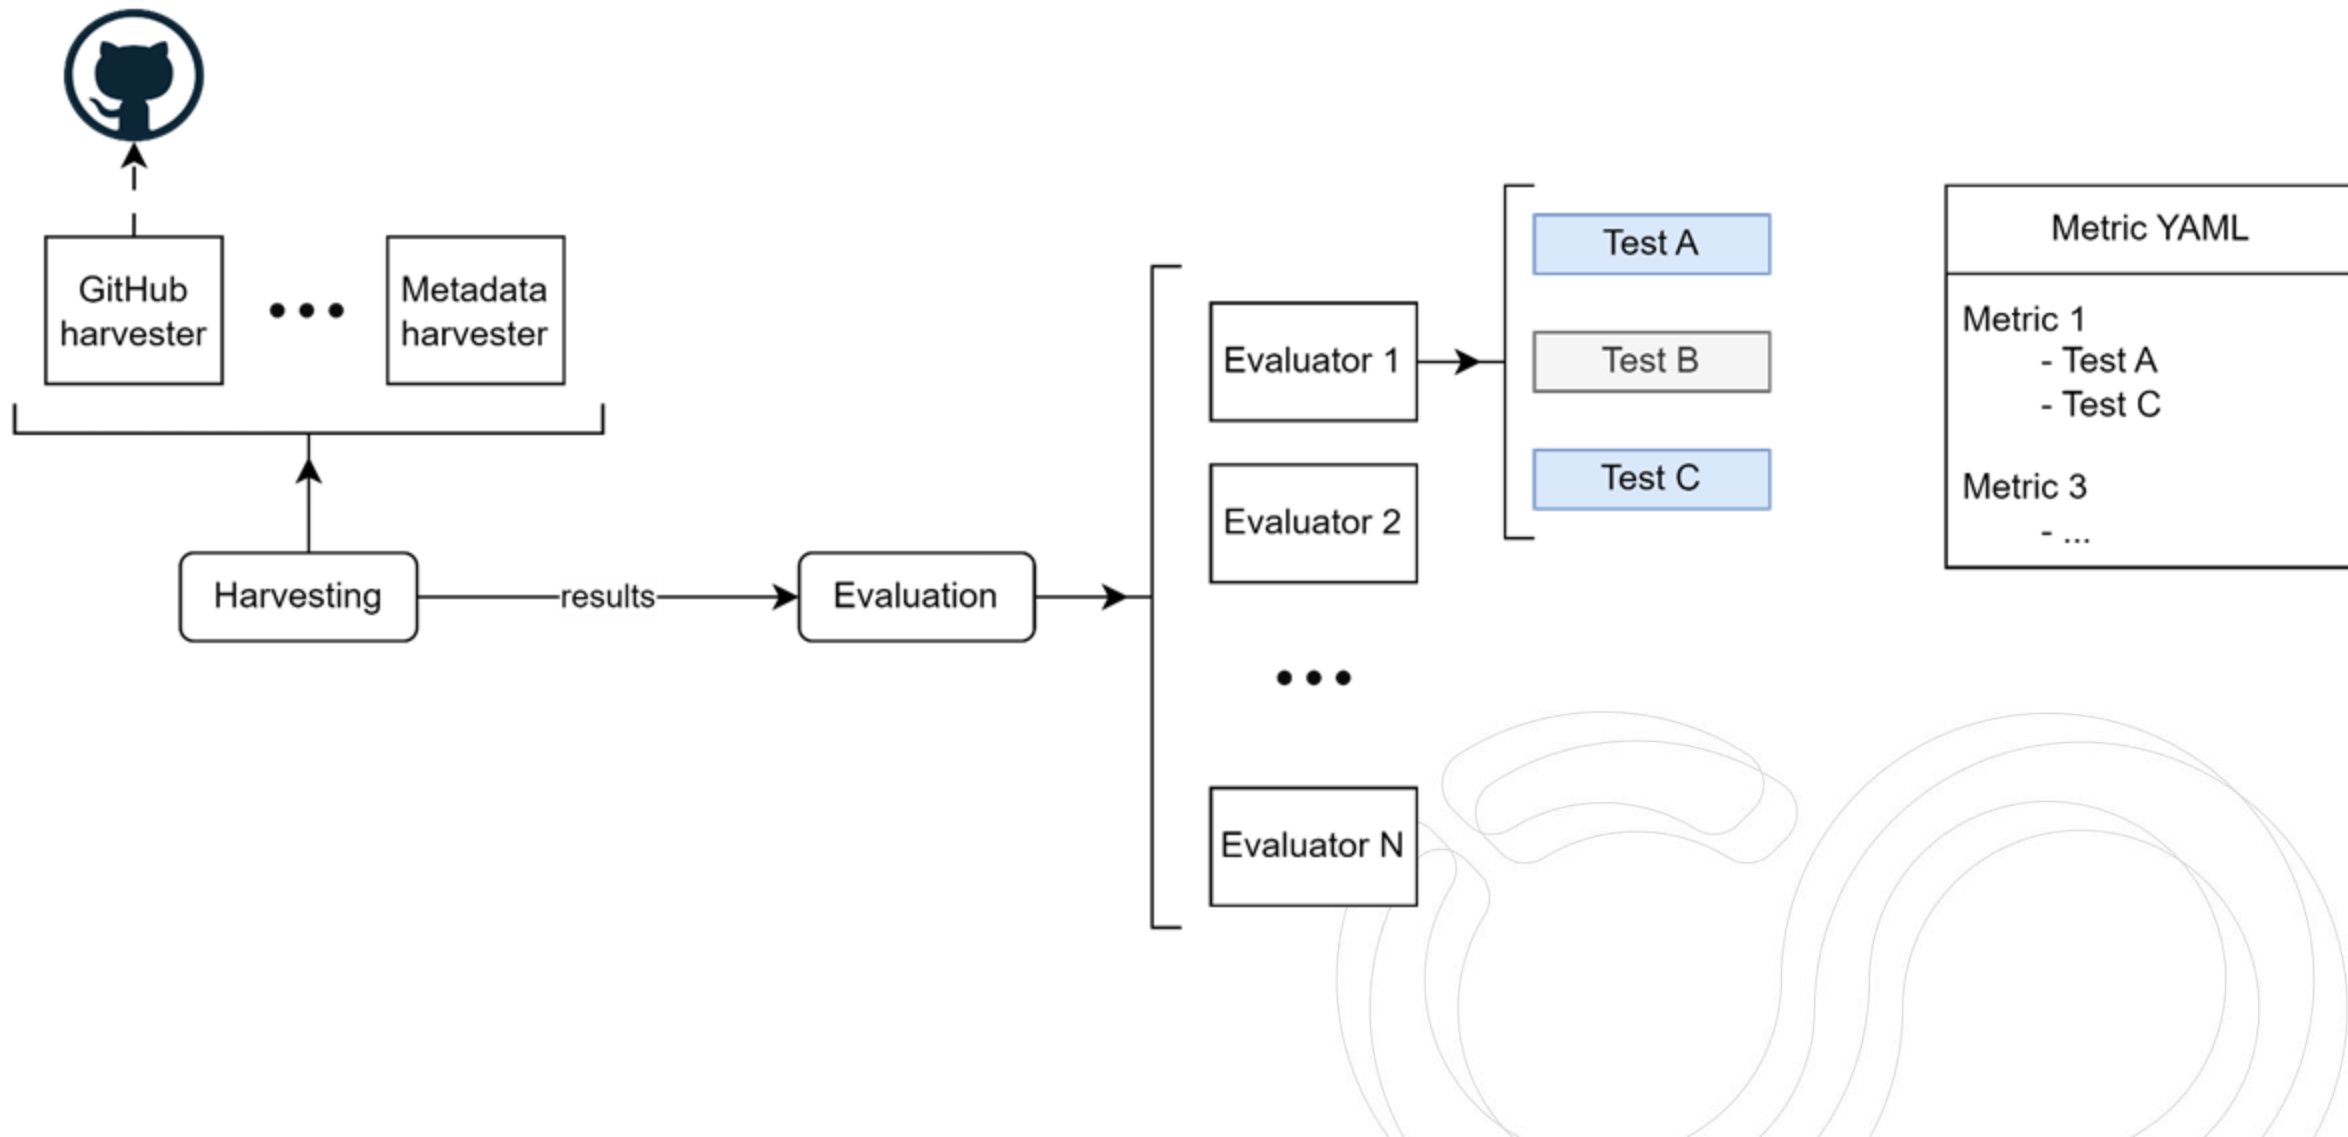 GitHub
harvester
Metadata
harvester
Harvesting
results
Evaluation
Evaluator 1
Evaluator 2
Evaluator N
Test A
Test B
Test C
Metric YAML
Metric 1
- Test A
- Test C
Metric 3
- ...